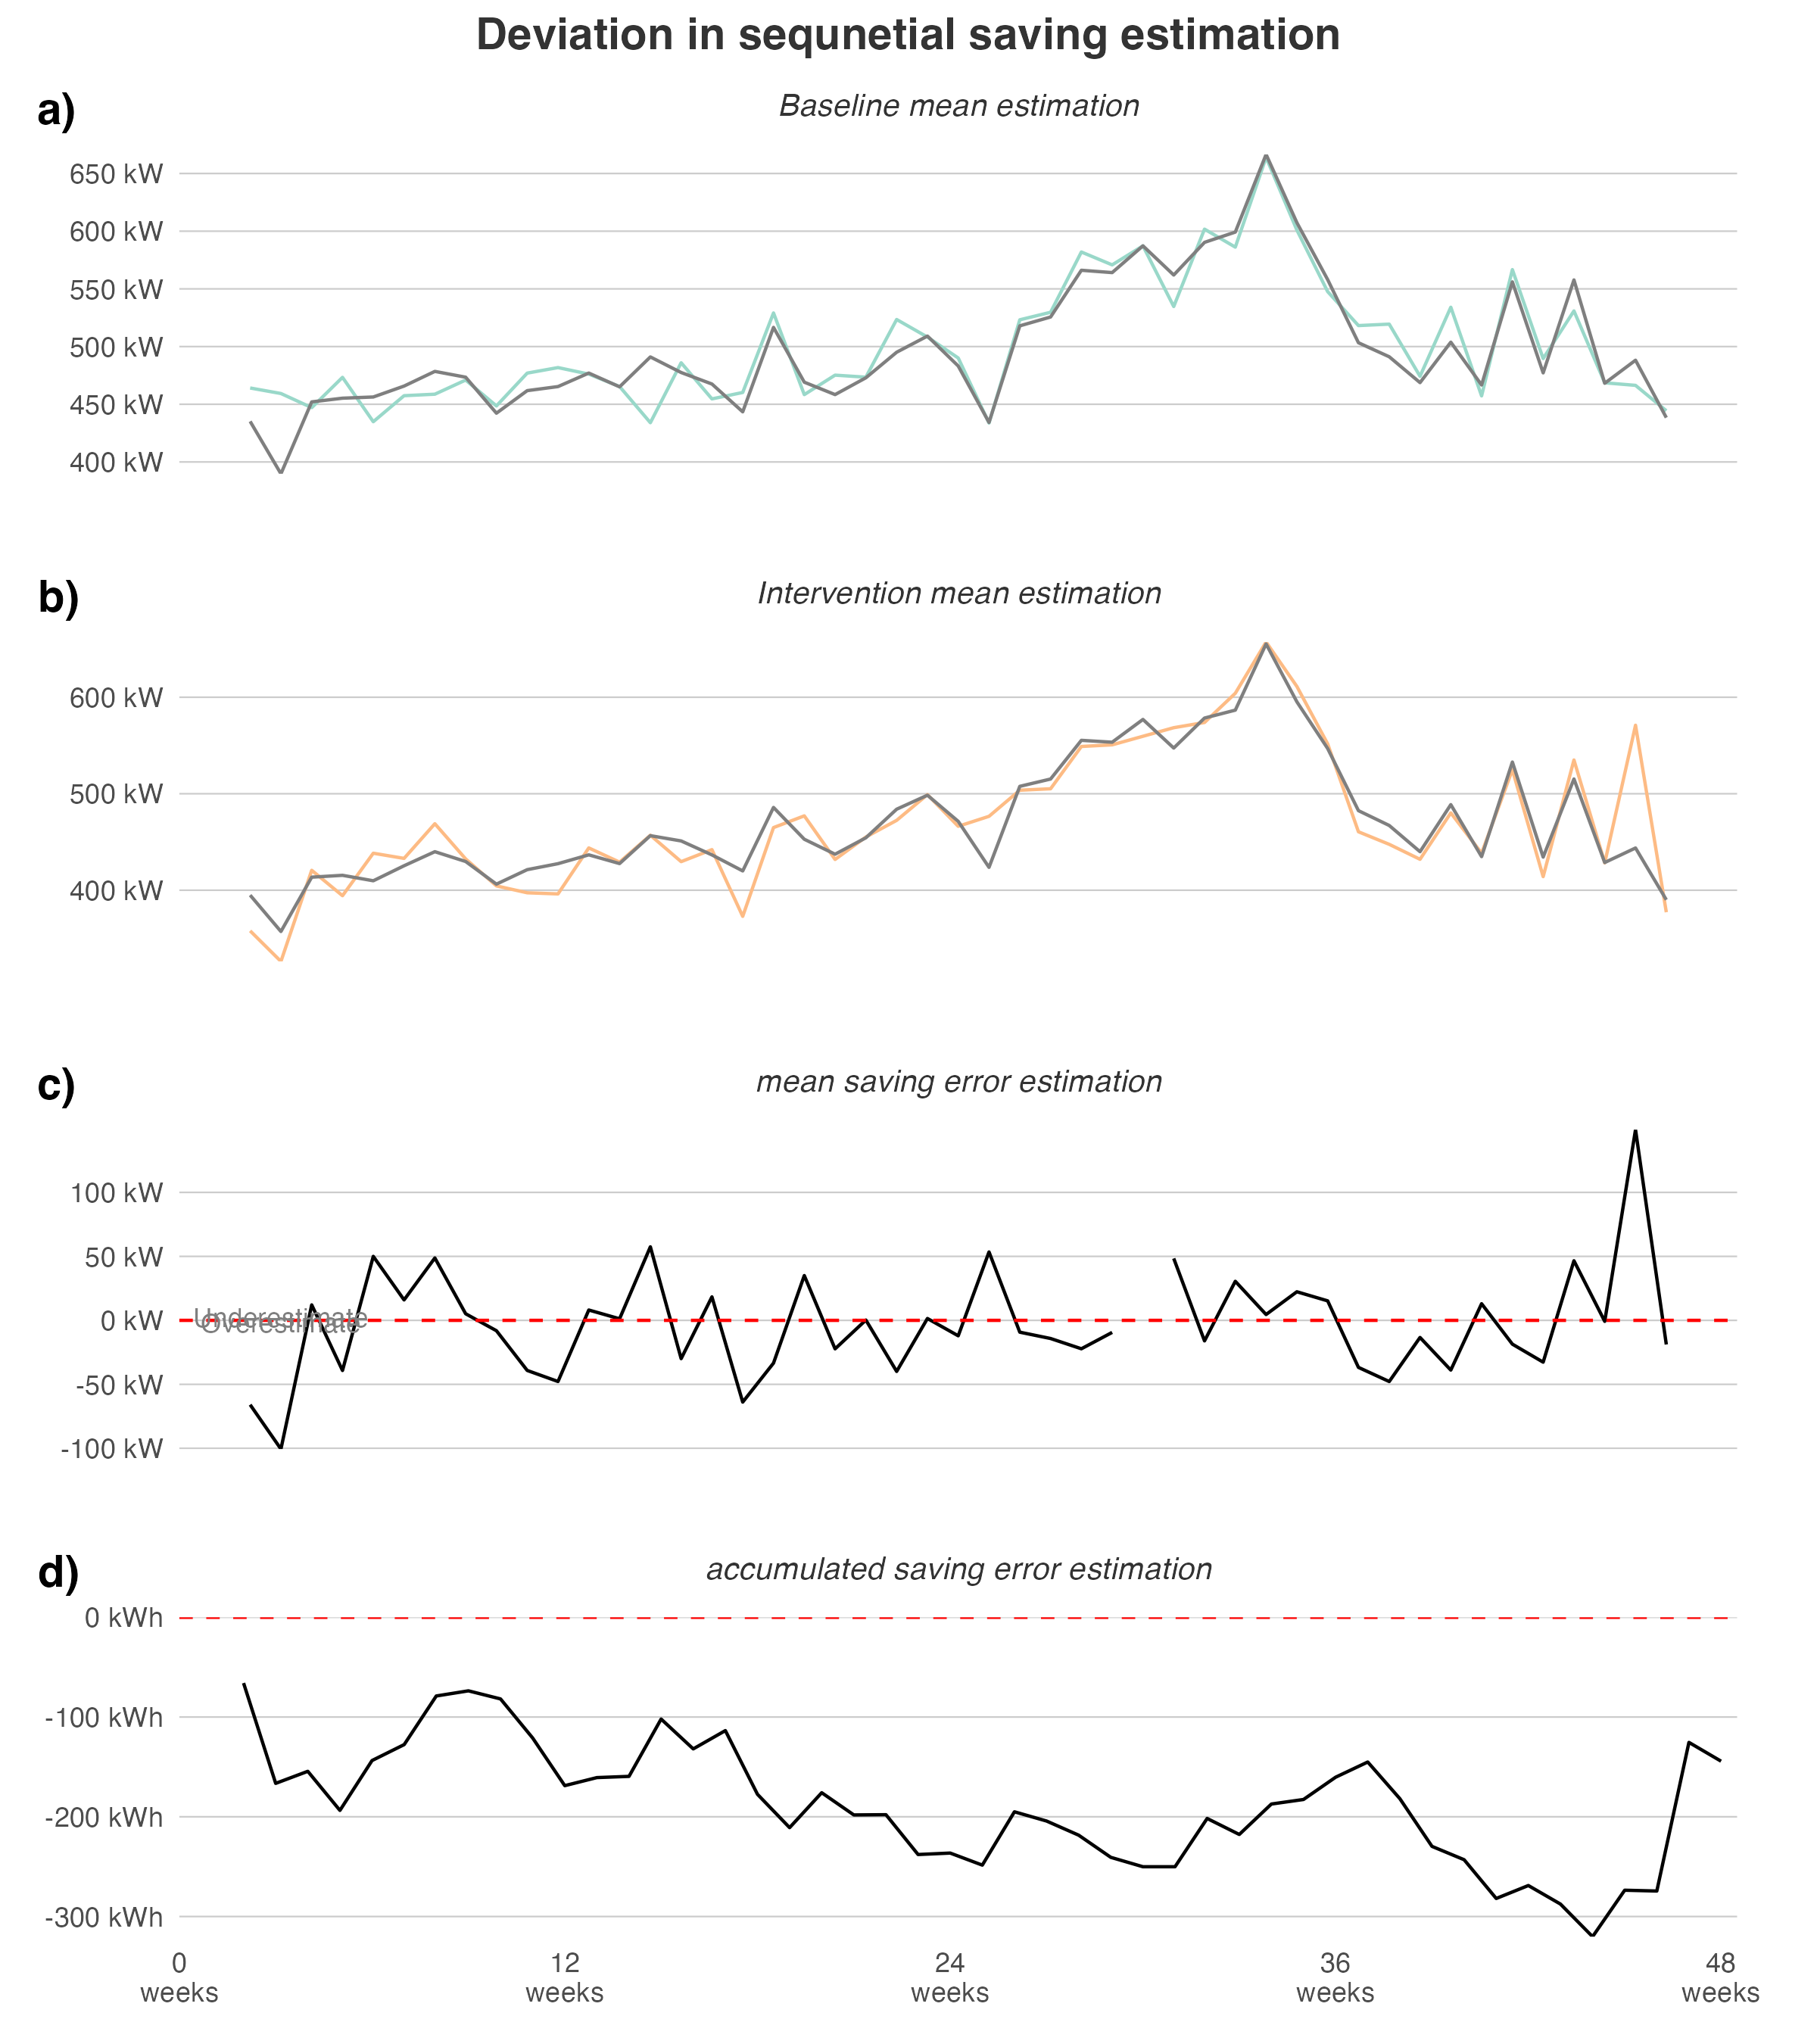 Deviation in sequnetial saving estimation
a)
Baseline mean estimation
650 kW
600 kW
550 kW
500 kW
450 kW
400 kW
b)
Intervention mean estimation
600 kW
500 kW
400 kW
c)
mean saving error estimation
100 kW
50 kW
0 kW
Underestimate
Overestimate
-50 kW
-100 kW
d)
accumulated saving error estimation
0 kWh
-100 kWh
-200 kWh
-300 kWh
0 12 24 36 48
weeks weeks weeks weeks weeks